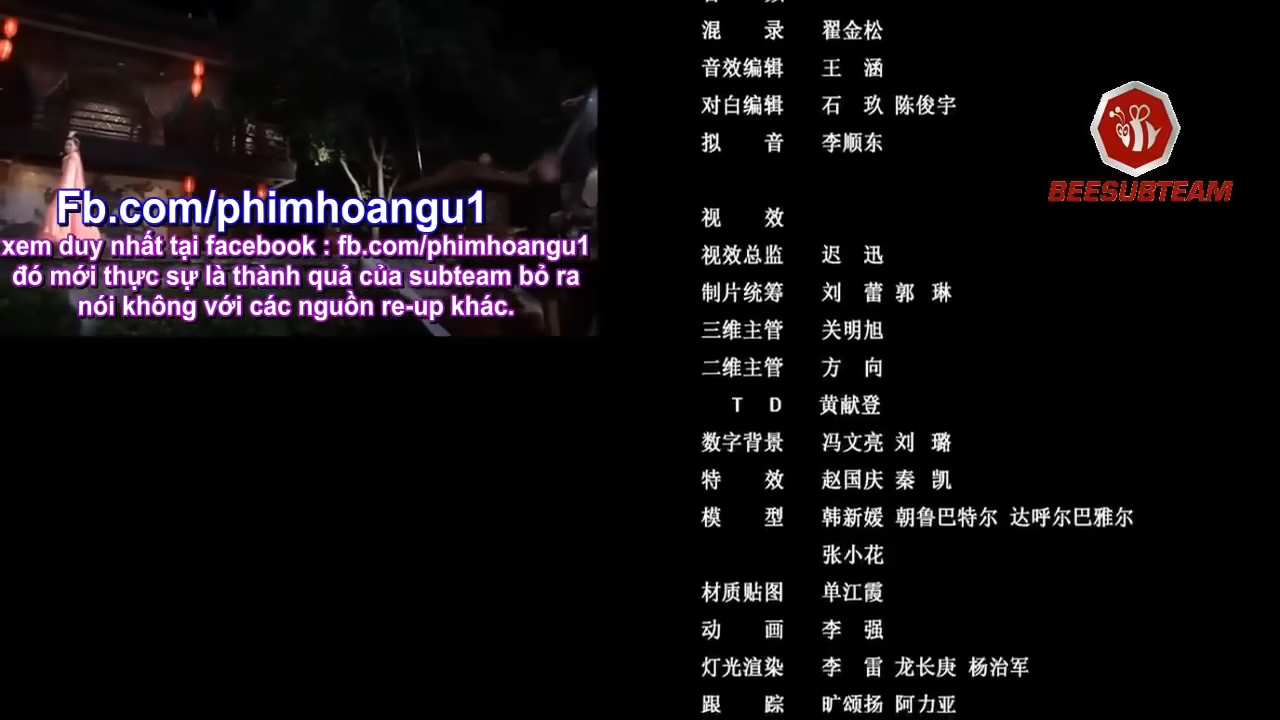 Fb.com/phimhoangu1
xem duy nhất tại facebook : fb.com/phimhoangu1
đó mới thực sự là thành quả của subteam bỏ ra
nói không với các nguồn re-up khác.
混 录 翟金松
音效编辑 王 涵
对白编辑 石 玖 陈俊宇
拟 音 李顺东
视 效
视效总监 迟 迅
制片统筹 刘 蕾 郭 琳
三维主管 关明旭
二维主管 方 向
T D 黄献登
数字背景 冯文亮 刘 璐
特 效 赵国庆 秦 凯
模 型 韩新媛 朝鲁巴特尔 达呼尔巴雅尔
张小花
材质贴图 单江霞
动 画 李 强
灯光渲染 李 雷 龙长庚 杨治军
跟 踪 旷颂扬 阿力亚
BEESUBTEAM